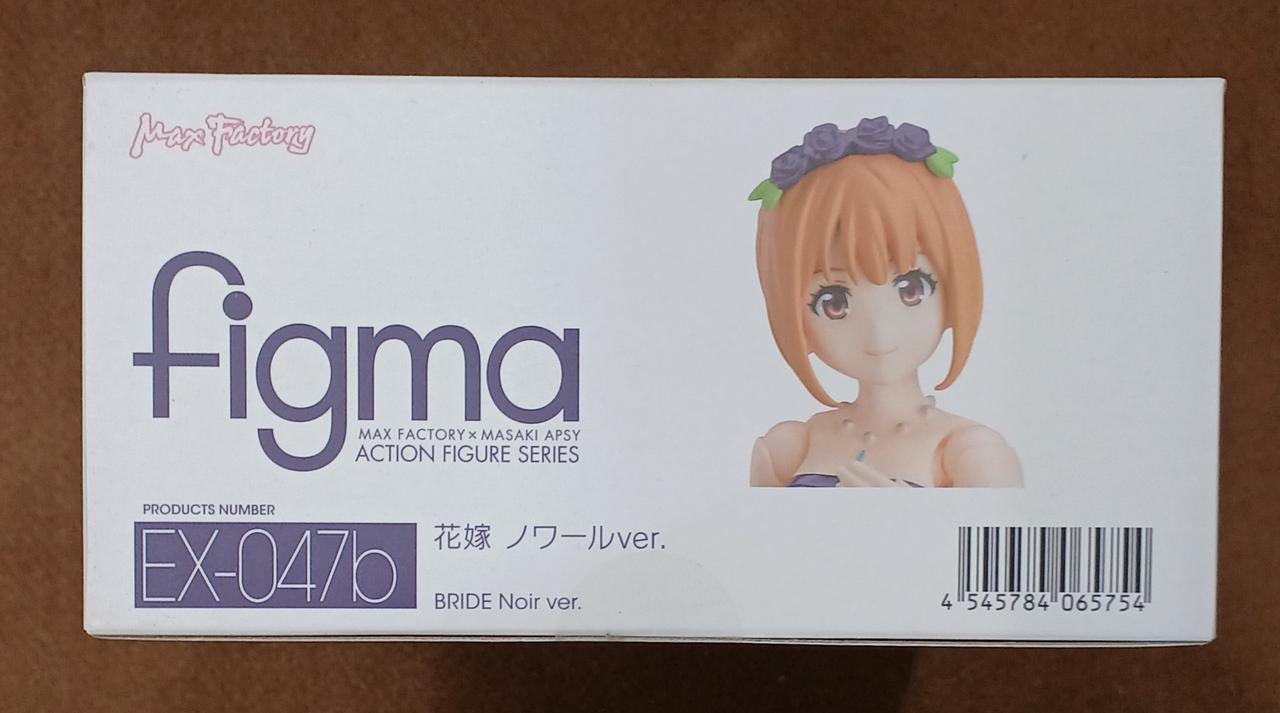 Max Factory
figma
MAX FACTORY × MASAKI APSY
ACTION FIGURE SERIES
PRODUCTS NUMBER
EX-047b
花嫁 ノワールver.
BRIDE Noir ver.
4 545784 065754